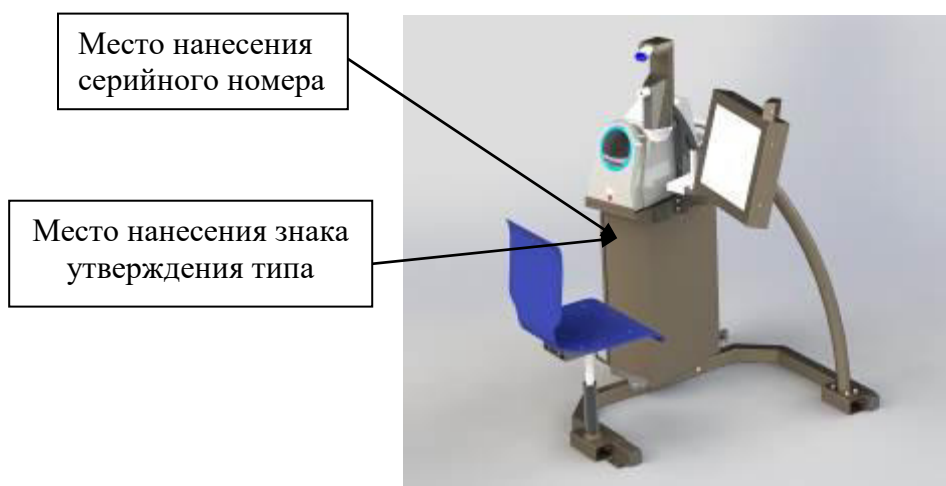 Место нанесения
серийного номера
Место нанесения знака
утверждения типа